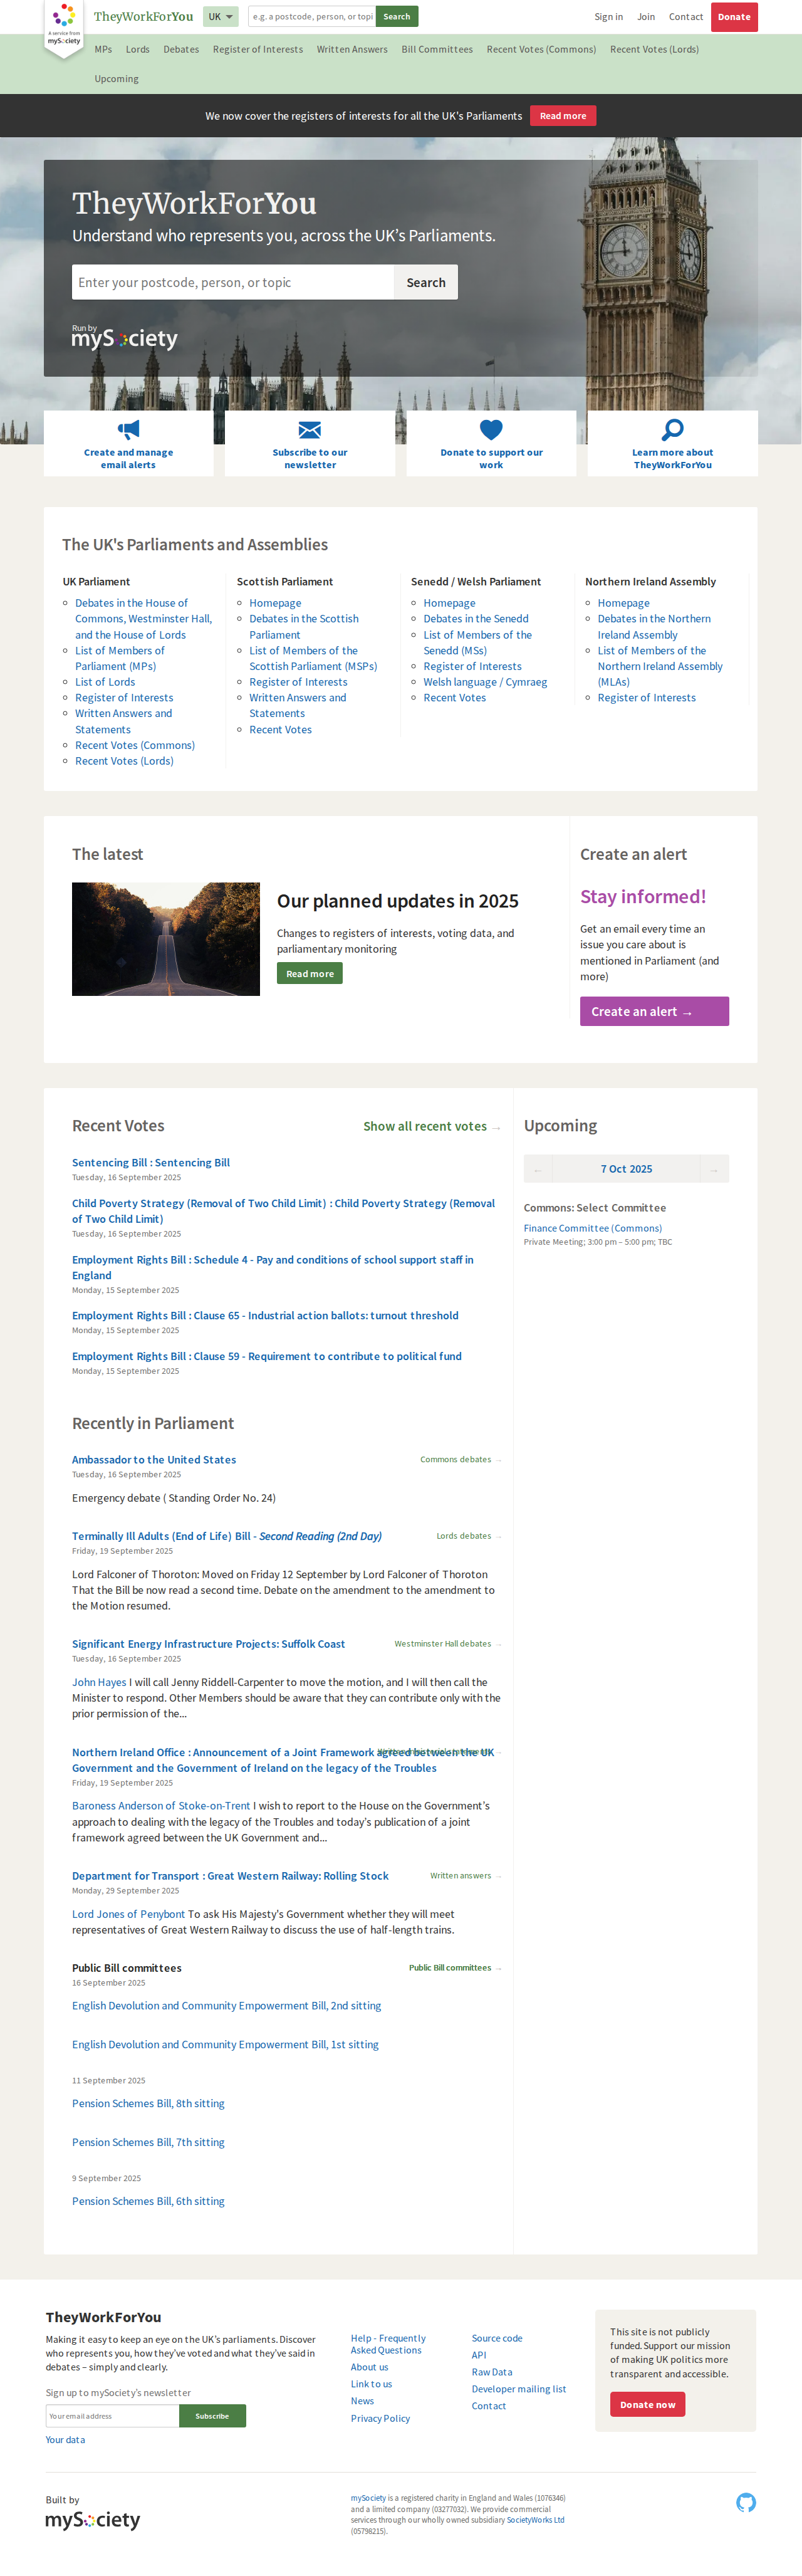 A service from
mySociety
TheyWorkForYou
UK
e.g. a postcode, person, or topi
Search
Sign in
Join
Contact
Donate
MPs
Lords
Debates
Register of Interests
Written Answers
Bill Committees
Recent Votes (Commons)
Recent Votes (Lords)
Upcoming
We now cover the registers of interests for all the UK's Parliaments
Read more
TheyWorkForYou
Understand who represents you, across the UK’s Parliaments.
Enter your postcode, person, or topic
Search
Run by
mySociety
Create and manage
email alerts
Subscribe to our
newsletter
Donate to support our
work
Learn more about
TheyWorkForYou
The UK's Parliaments and Assemblies
UK Parliament
Debates in the House of
Commons, Westminster Hall,
and the House of Lords
List of Members of
Parliament (MPs)
List of Lords
Register of Interests
Written Answers and
Statements
Recent Votes (Commons)
Recent Votes (Lords)
Scottish Parliament
Homepage
Debates in the Scottish
Parliament
List of Members of the
Scottish Parliament (MSPs)
Register of Interests
Written Answers and
Statements
Recent Votes
Senedd / Welsh Parliament
Homepage
Debates in the Senedd
List of Members of the
Senedd (MSs)
Register of Interests
Welsh language / Cymraeg
Recent Votes
Northern Ireland Assembly
Homepage
Debates in the Northern
Ireland Assembly
List of Members of the
Northern Ireland Assembly
(MLAs)
Register of Interests
The latest
Our planned updates in 2025
Changes to registers of interests, voting data, and
parliamentary monitoring
Read more
Create an alert
Stay informed!
Get an email every time an
issue you care about is
mentioned in Parliament (and
more)
Create an alert →
Recent Votes
Show all recent votes →
Sentencing Bill : Sentencing Bill
Tuesday, 16 September 2025
Child Poverty Strategy (Removal of Two Child Limit) : Child Poverty Strategy (Removal
of Two Child Limit)
Tuesday, 16 September 2025
Employment Rights Bill : Schedule 4 - Pay and conditions of school support staff in
England
Monday, 15 September 2025
Employment Rights Bill : Clause 65 - Industrial action ballots: turnout threshold
Monday, 15 September 2025
Employment Rights Bill : Clause 59 - Requirement to contribute to political fund
Monday, 15 September 2025
Upcoming
← 7 Oct 2025 →
Commons: Select Committee
Finance Committee (Commons)
Private Meeting; 3:00 pm – 5:00 pm; TBC
Recently in Parliament
Ambassador to the United States
Commons debates →
Tuesday, 16 September 2025
Emergency debate ( Standing Order No. 24)
Terminally Ill Adults (End of Life) Bill - Second Reading (2nd Day)
Lords debates →
Friday, 19 September 2025
Lord Falconer of Thoroton: Moved on Friday 12 September by Lord Falconer of Thoroton
That the Bill be now read a second time. Debate on the amendment to the amendment to
the Motion resumed.
Significant Energy Infrastructure Projects: Suffolk Coast
Westminster Hall debates →
Tuesday, 16 September 2025
John Hayes I will call Jenny Riddell-Carpenter to move the motion, and I will then call the
Minister to respond. Other Members should be aware that they can contribute only with the
prior permission of the...
Northern Ireland Office : Announcement of a Joint Framework agreed between the UK
Government and the Government of Ireland on the legacy of the Troubles
Friday, 19 September 2025
Baroness Anderson of Stoke-on-Trent I wish to report to the House on the Government’s
approach to dealing with the legacy of the Troubles and today’s publication of a joint
framework agreed between the UK Government and...
Department for Transport : Great Western Railway: Rolling Stock
Written answers →
Monday, 29 September 2025
Lord Jones of Penybont To ask His Majesty's Government whether they will meet
representatives of Great Western Railway to discuss the use of half-length trains.
Public Bill committees
Public Bill committees →
16 September 2025
English Devolution and Community Empowerment Bill, 2nd sitting
English Devolution and Community Empowerment Bill, 1st sitting
11 September 2025
Pension Schemes Bill, 8th sitting
Pension Schemes Bill, 7th sitting
9 September 2025
Pension Schemes Bill, 6th sitting
TheyWorkForYou
Making it easy to keep an eye on the UK’s parliaments. Discover
who represents you, how they’ve voted and what they’ve said in
debates – simply and clearly.
Sign up to mySociety’s newsletter
Your email address
Subscribe
Your data
Help - Frequently
Asked Questions
About us
Link to us
News
Privacy Policy
Source code
API
Raw Data
Developer mailing list
Contact
This site is not publicly
funded. Support our mission
of making UK politics more
transparent and accessible.
Donate now
Built by
mySociety
mySociety is a registered charity in England and Wales (1076346)
and a limited company (03277032). We provide commercial
services through our wholly owned subsidiary SocietyWorks Ltd
(05798215).